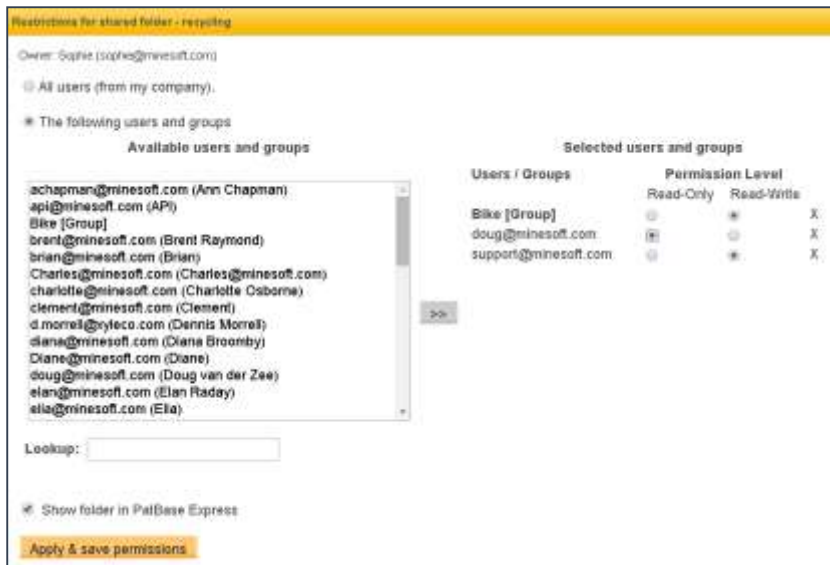 Restrictions for shared folder - recycling
Owner: Sophie (sophie@minesoft.com)
All users (from my company).
The following users and groups
Available users and groups
achapman@minesoft.com (Ann Chapman)
api@minesoft.com (API)
Bike [Group]
brent@minesoft.com (Brent Raymond)
brian@minesoft.com (Brian)
Charles@minesoft.com (Charles@minesoft.com)
charlotte@minesoft.com (Charlotte Osborne)
clement@minesoft.com (Clement)
d.morrell@ryleco.com (Dennis Morrell)
diana@minesoft.com (Diana Broomby)
Diane@minesoft.com (Diane)
doug@minesoft.com (Doug van der Zee)
elan@minesoft.com (Elan Raday)
elia@minesoft.com (Elia)
>>
Selected users and groups
Users / Groups Permission Level
Read-Only Read-Write
Bike [Group] X
doug@minesoft.com X
support@minesoft.com X
Lookup:
Show folder in PatBase Express
Apply & save permissions